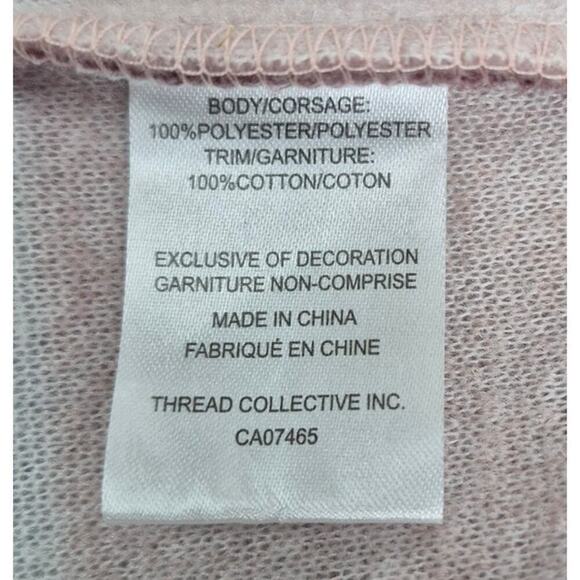 BODY/CORSAGE:
100%POLYESTER/POLYESTER
TRIM/GARNITURE:
100%COTTON/COTON
EXCLUSIVE OF DECORATION
GARNITURE NON-COMPRISE
MADE IN CHINA
FABRIQUÉ EN CHINE
THREAD COLLECTIVE INC.
CA07465